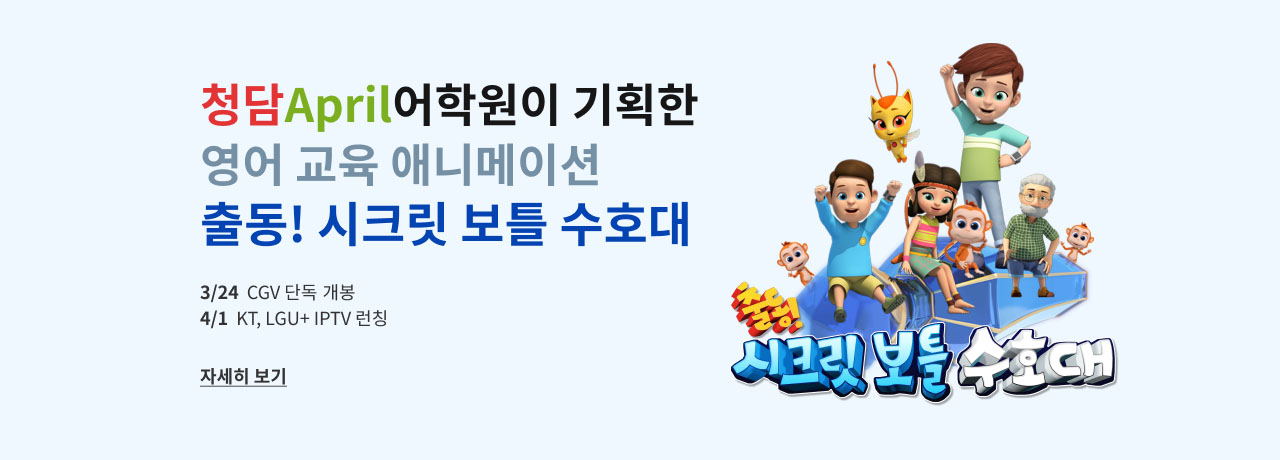 청담April어학원이 기획한
영어 교육 애니메이션
출동! 시크릿 보틀 수호대
3/24 CGV 단독 개봉
4/1 KT, LGU+ IPTV 런칭
자세히 보기
출동!
시크릿 보틀 수호대